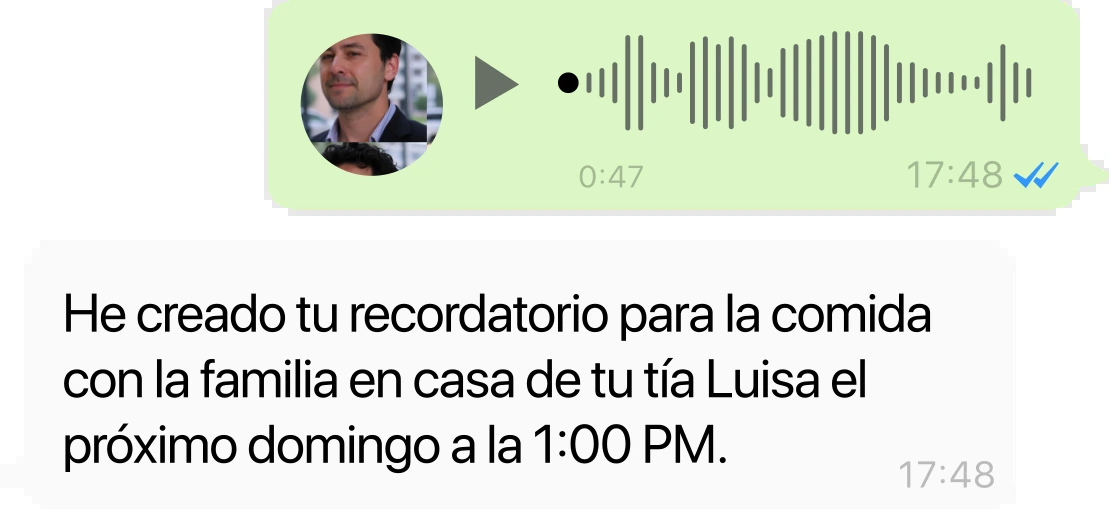 0:47
17:48
He creado tu recordatorio para la comida
con la familia en casa de tu tía Luisa el
próximo domingo a la 1:00 PM.
17:48